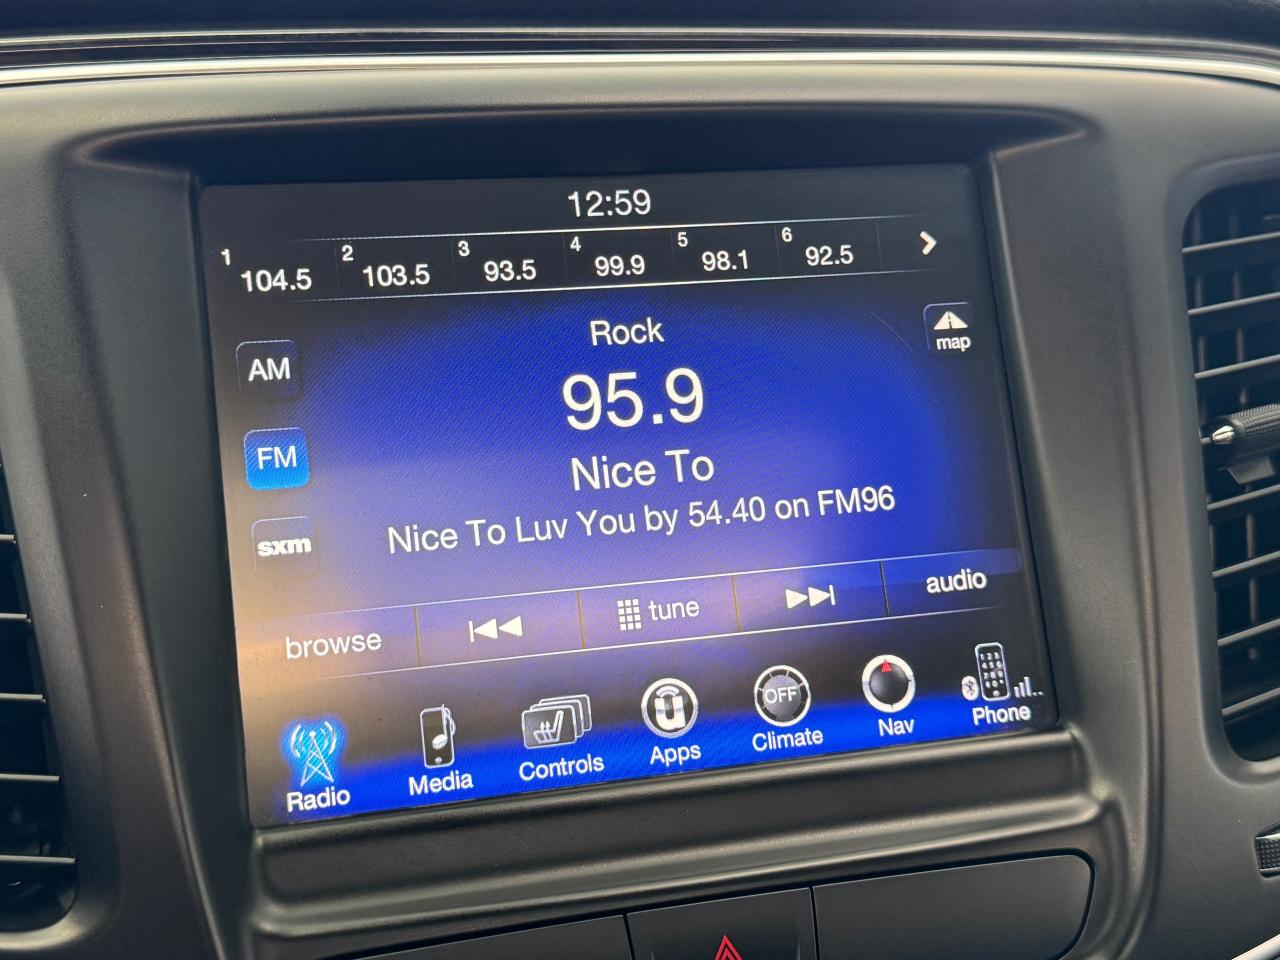 12:59
1 104.5 2 103.5 3 93.5 4 99.9 5 98.1 6 92.5
Rock
map
AM
95.9
FM
Nice To
Nice To Luv You by 54.40 on FM96
sxm
browse tune audio
OFF
Radio Media Controls Apps Climate Nav Phone